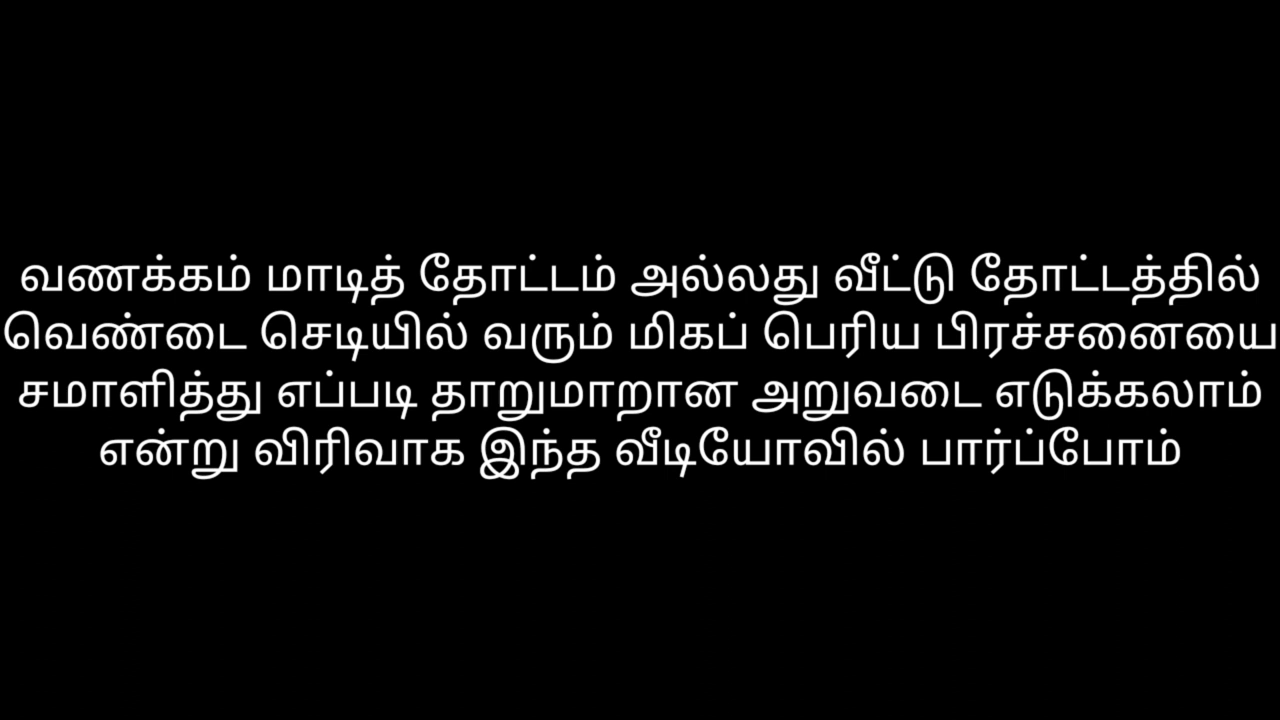 வணக்கம் மாடித் தோட்டம் அல்லது வீட்டு தோட்டத்தில்
வெண்டை செடியில் வரும் மிகப் பெரிய பிரச்சனையை
சமாளித்து எப்படி தாறுமாறான அறுவடை எடுக்கலாம்
என்று விரிவாக இந்த வீடியோவில் பார்ப்போம்